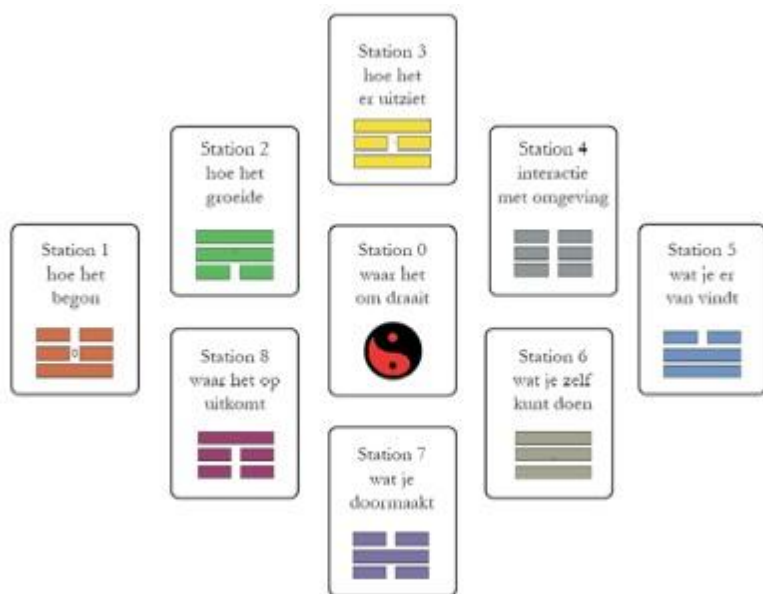 Station 3
hoe het
er uitziet
Station 2
hoe het
groeide
Station 4
interactie
met omgeving
Station 1
hoe het
begon
Station 0
waar het
om draait
Station 5
wat je er
van vindt
Station 8
waar het op
uitkomt
Station 6
wat je zelf
kunt doen
Station 7
wat je
doormaakt